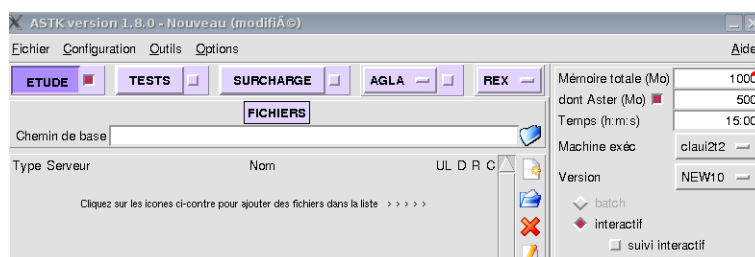 ASTK version 1.8.0 - Nouveau (modifiÃ©)
Fichier Configuration Outils Options Aide
ETUDE TESTS SURCHARGE AGLA REX
FICHIERS
Chemin de base
Type Serveur Nom UL D R C
Cliquez sur les icones ci-contre pour ajouter des fichiers dans la liste > > > > >
Mémoire totale (Mo) 1000
dont Aster (Mo) 500
Temps (h:m:s) 15:00
Machine exéc claui2t2
Version NEW10
batch
interactif
suivi interactif